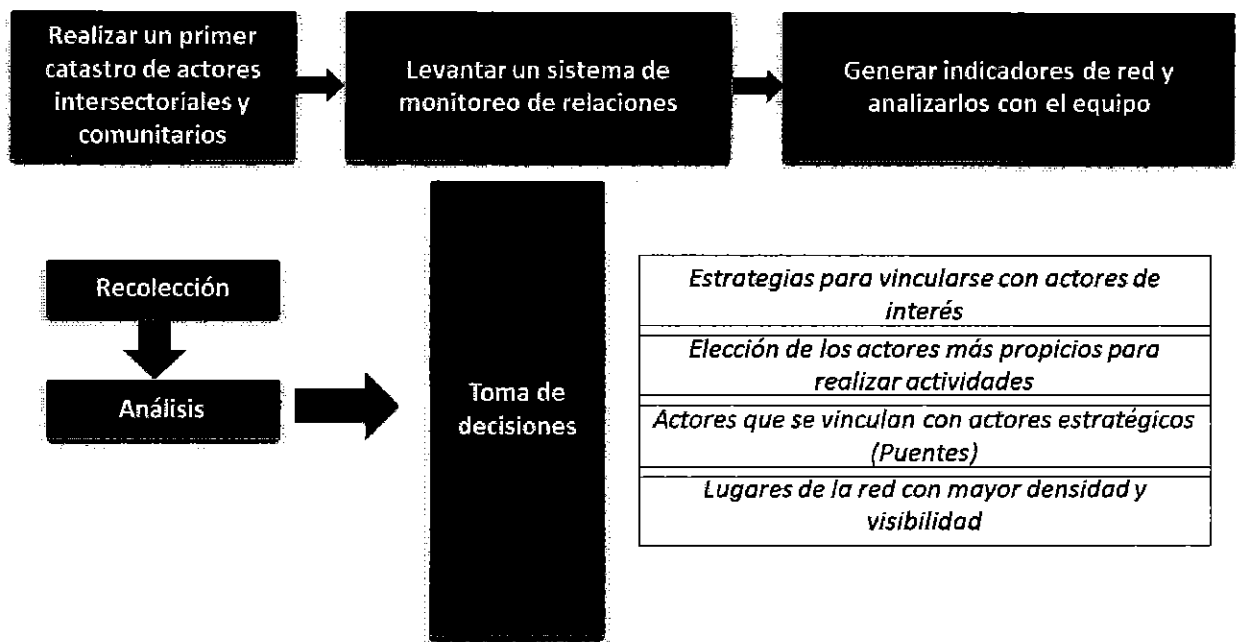 Realizar un primer
catastro de actores
intersectoriales y
comunitarios
Levantar un sistema de
monitoreo de relaciones
Generar indicadores de red y
analizarlos con el equipo
Recolección
Análisis
Toma de
decisiones
Estrategias para vincularse con actores de
interés
Elección de los actores más propicios para
realizar actividades
Actores que se vinculan con actores estratégicos
(Puentes)
Lugares de la red con mayor densidad y
visibilidad